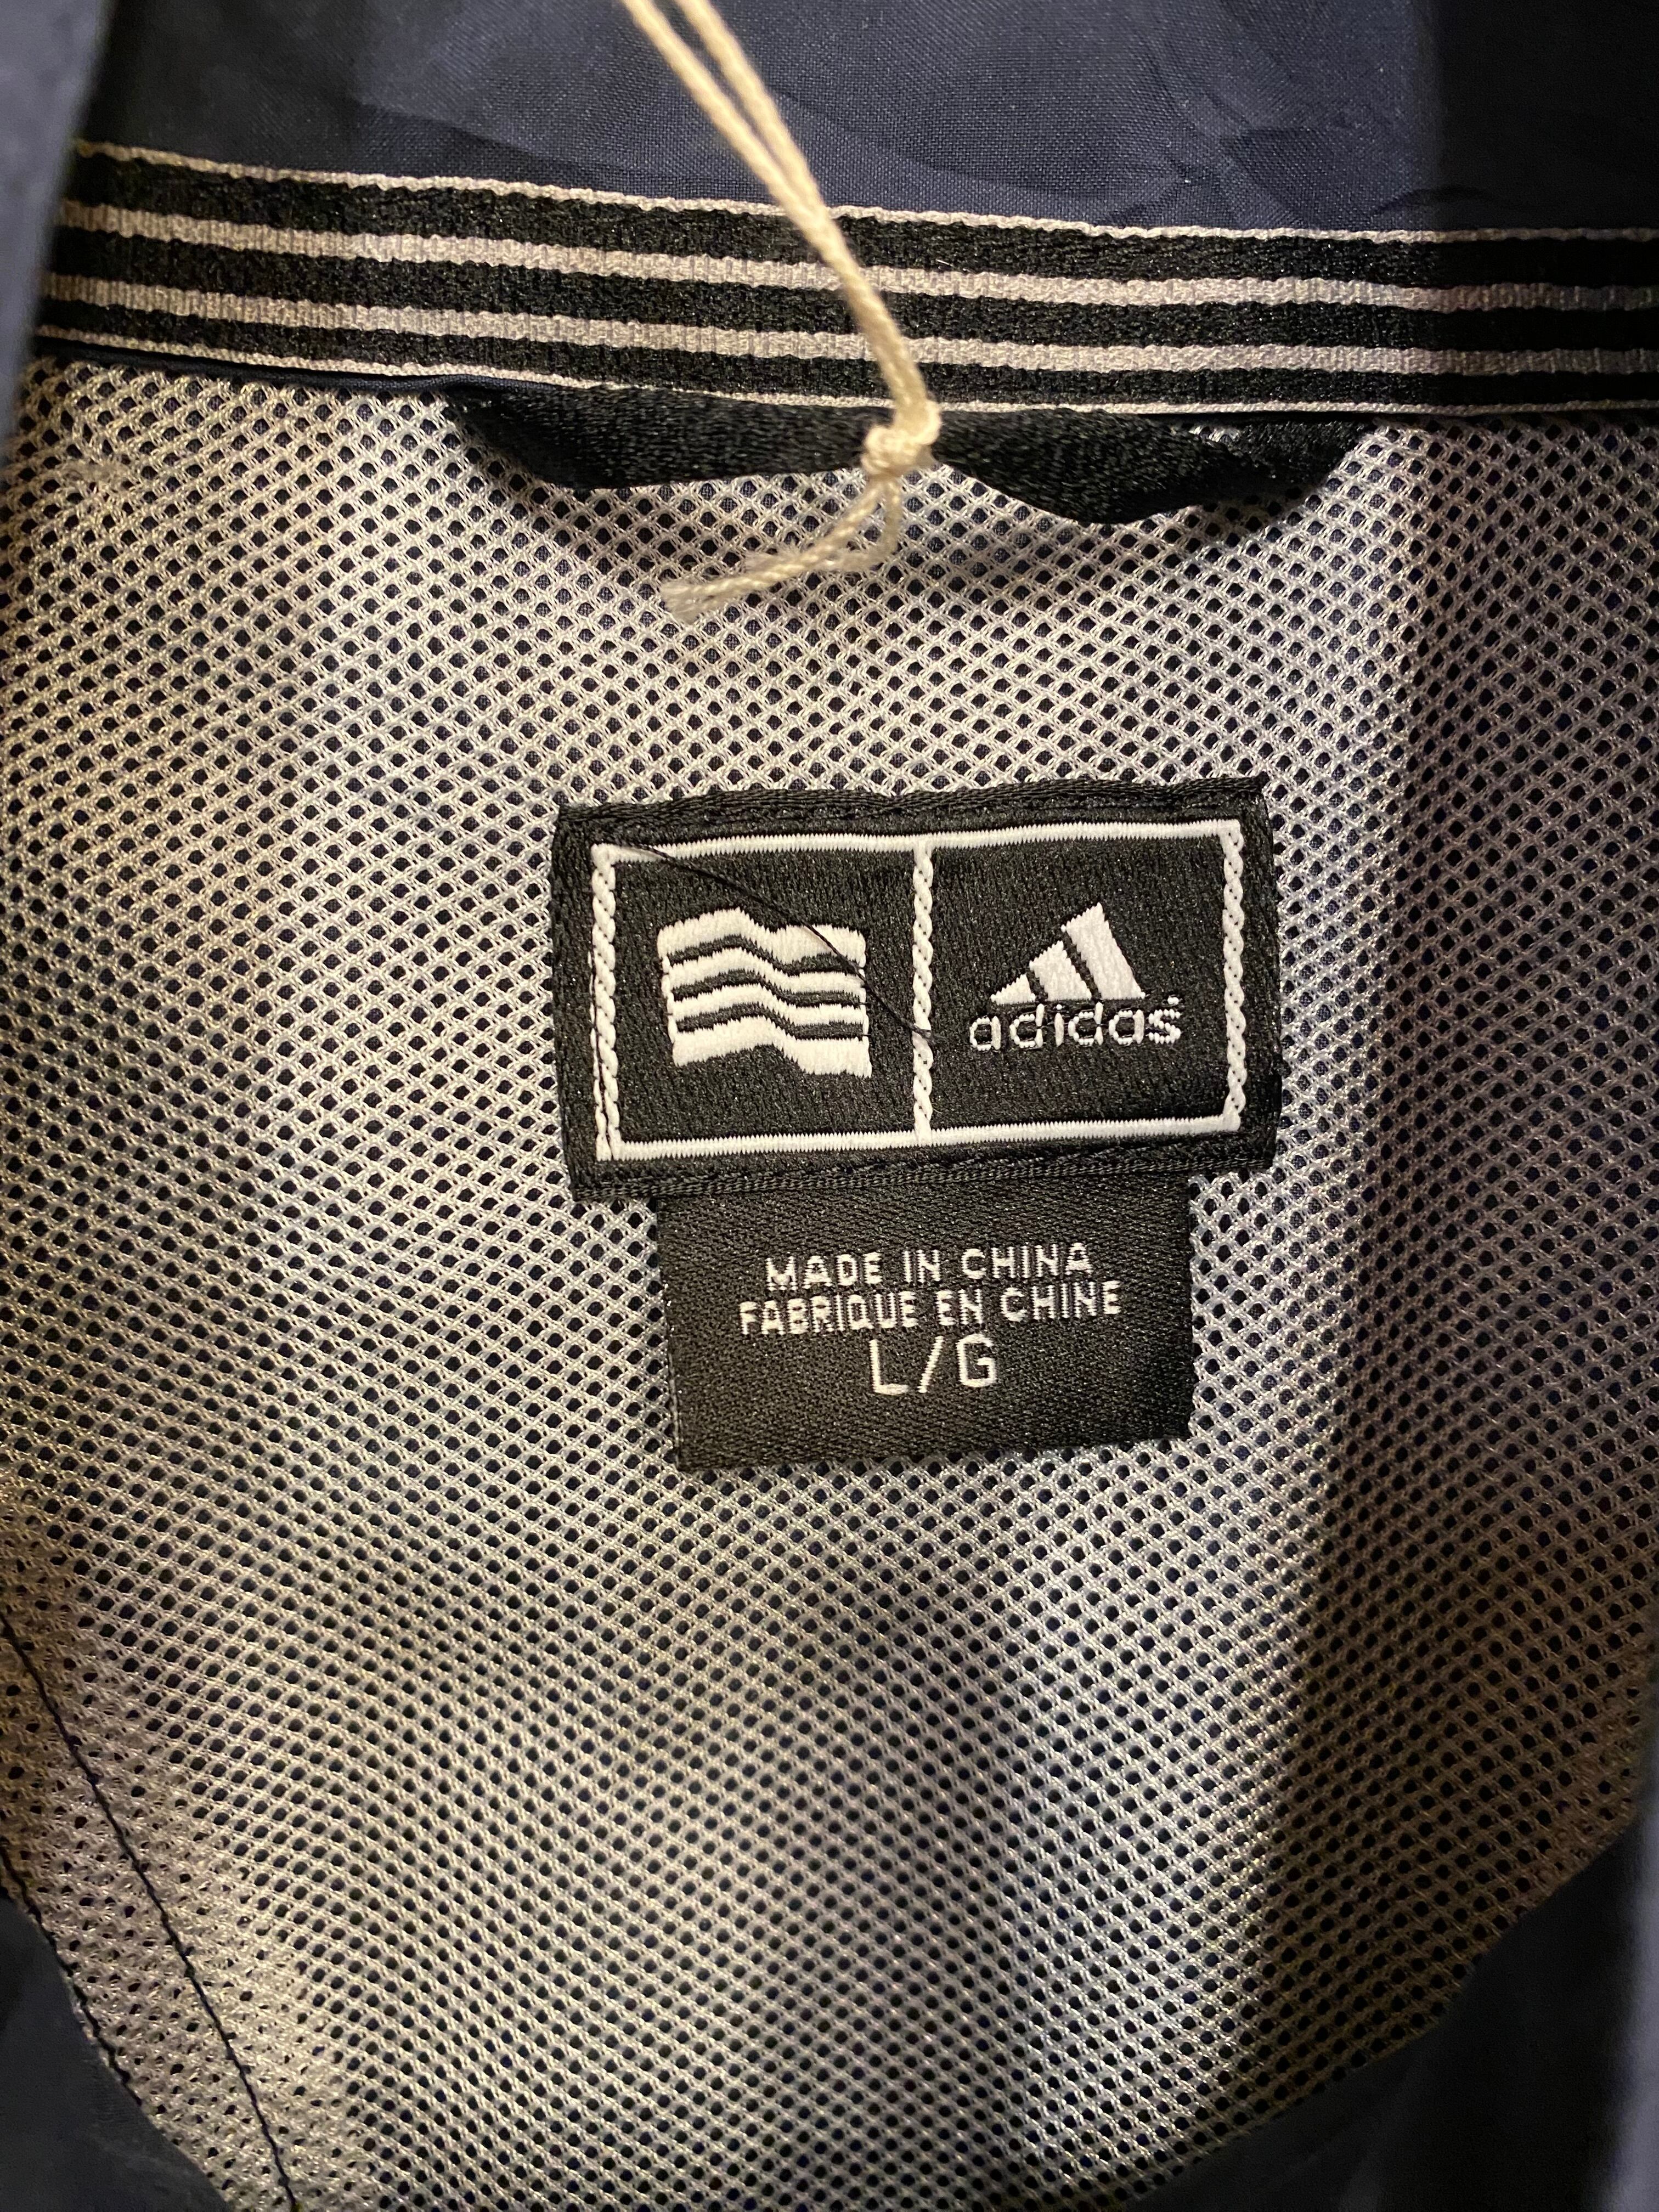 adidas
MADE IN CHINA
FABRIQUE EN CHINE
L/G